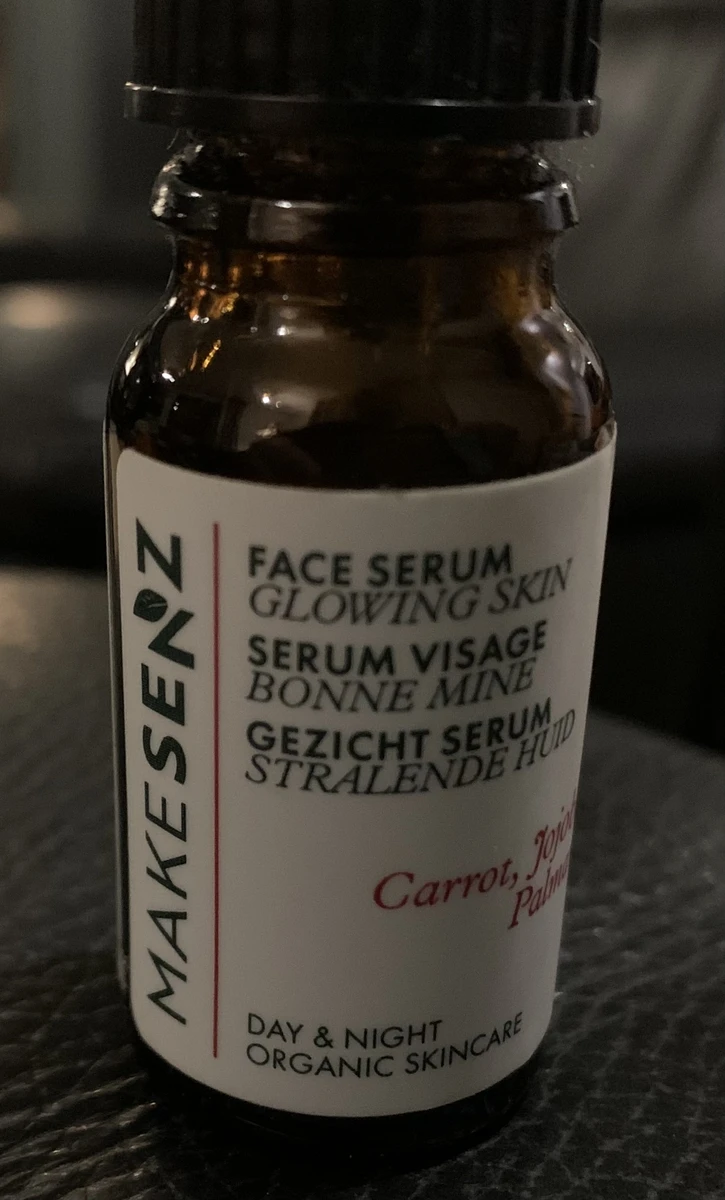 MAKESENZ
FACE SERUM
GLOWING SKIN
SERUM VISAGE
BONNE MINE
GEZICHT SERUM
STRALENDE HUID
Carrot,
DAY & NIGHT
ORGANIC SKINCARE